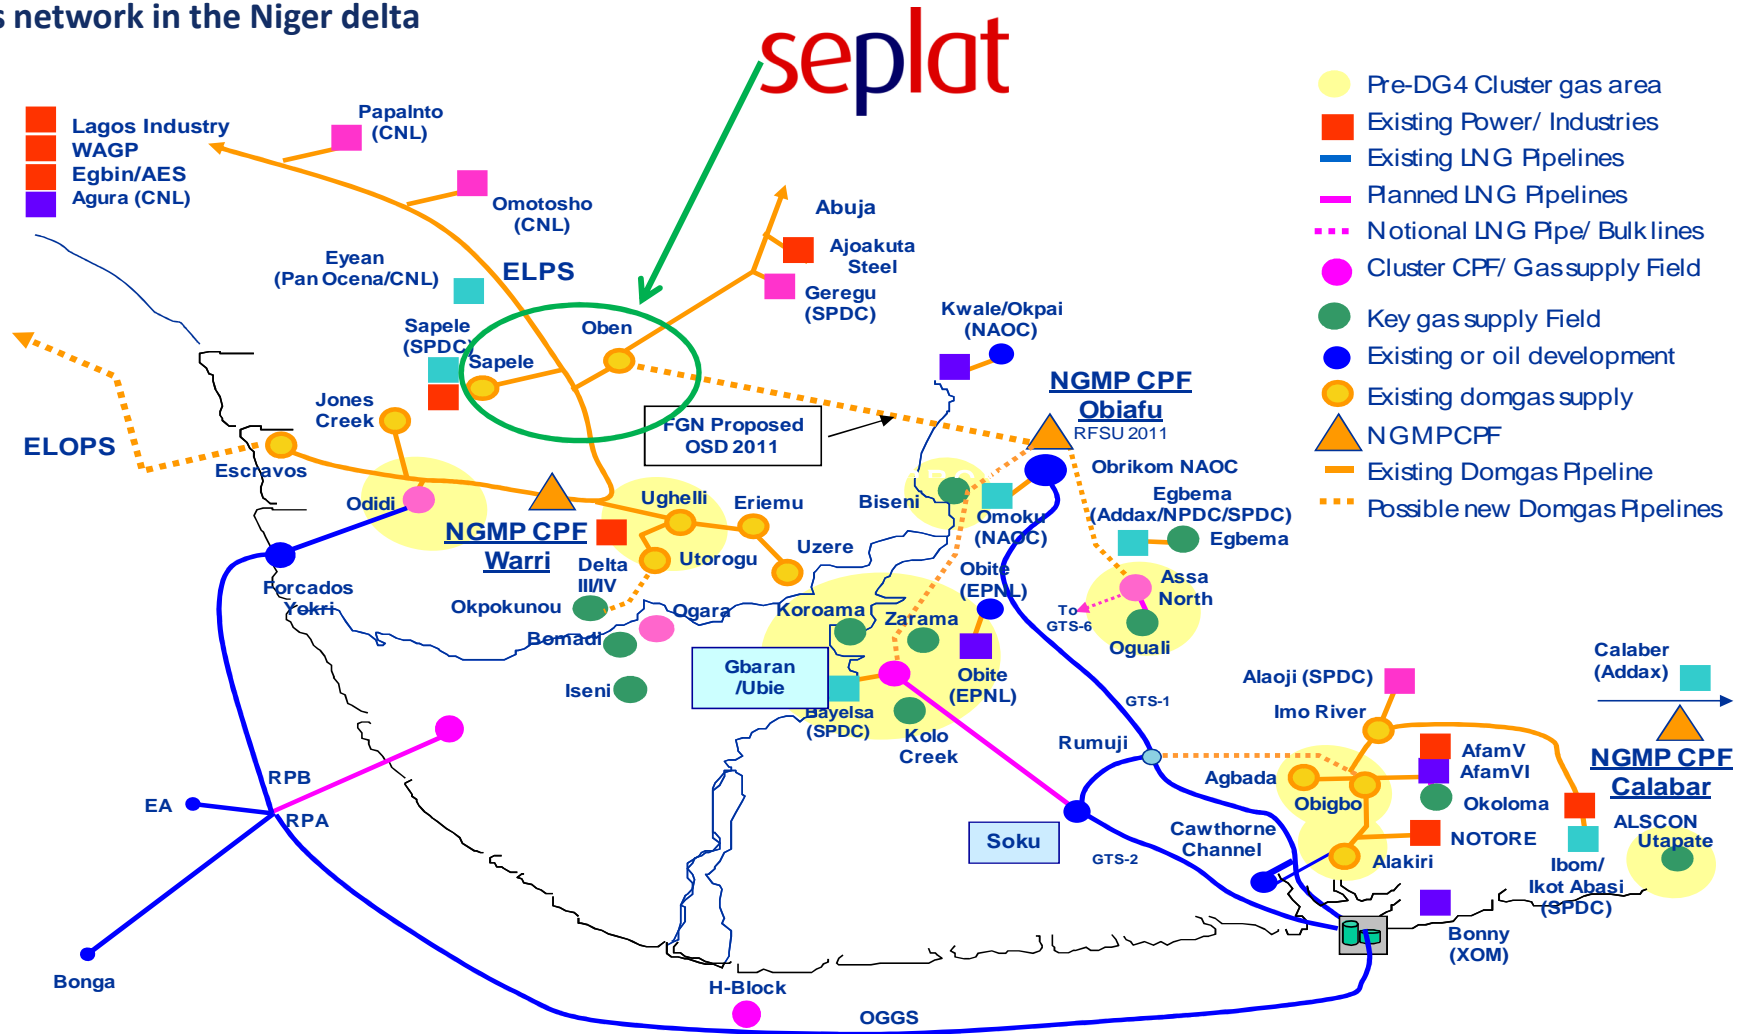 s network in the Niger delta
seplat
Pre-DG4 Cluster gas area
Existing Power/ Industries
Existing LNG Pipelines
Planned LNG Pipelines
Notional LNG Pipe/ Bulk lines
Cluster CPF/ Gas supply Field
Key gas supply Field
Existing or oil development
Existing domgas supply
NGMP CPF
Existing Domgas Pipeline
Possible new Domgas Pipelines
Lagos Industry
WAGP
Egbin/AES
Agura (CNL)
PapaInto
(CNL)
Omotosho
(CNL)
Eyean
(Pan Ocena/CNL)
ELPS
Abuja
Ajoakuta
Steel
Geregu
(SPDC)
Sapele
(SPDC)
Sapele
Oben
Kwale/Okpai
(NAOC)
NGMP CPF
Obiafu
RFSU 2011
FGN Proposed
OSD 2011
Jones
Creek
ELOPS
Escravos
Odidi
NGMP CPF
Warri
Ughelli
Eriemu
Utorogu
Uzere
Delta
III/IV
Biseni
Obrikom NAOC
Omoku
(NAOC)
Egbema
(Addax/NPDC/SPDC)
Egbema
Forcados
Yokri
Okpokunou
Bomadi
Ogara
Iseni
Koroama
Zarama
Obite
(EPNL)
Obite
(EPNL)
Assa
North
To
GTS-6
Oguali
Gbaran
/Ubie
Bayelsa
(SPDC)
Kolo
Creek
Calaber
(Addax)
NGMP CPF
Calabar
Alaoji (SPDC)
Imo River
GTS-1
Rumuji
Agbada
Obigbo
AfamV
AfamVI
Okoloma
RPB
RPA
EA
Soku
GTS-2
Cawthorne
Channel
NOTORE
Alakiri
ALSCON
Utapate
Ibom/
Ikot Abasi
(SPDC)
Bonny
(XOM)
Bonga
H-Block
OGGS